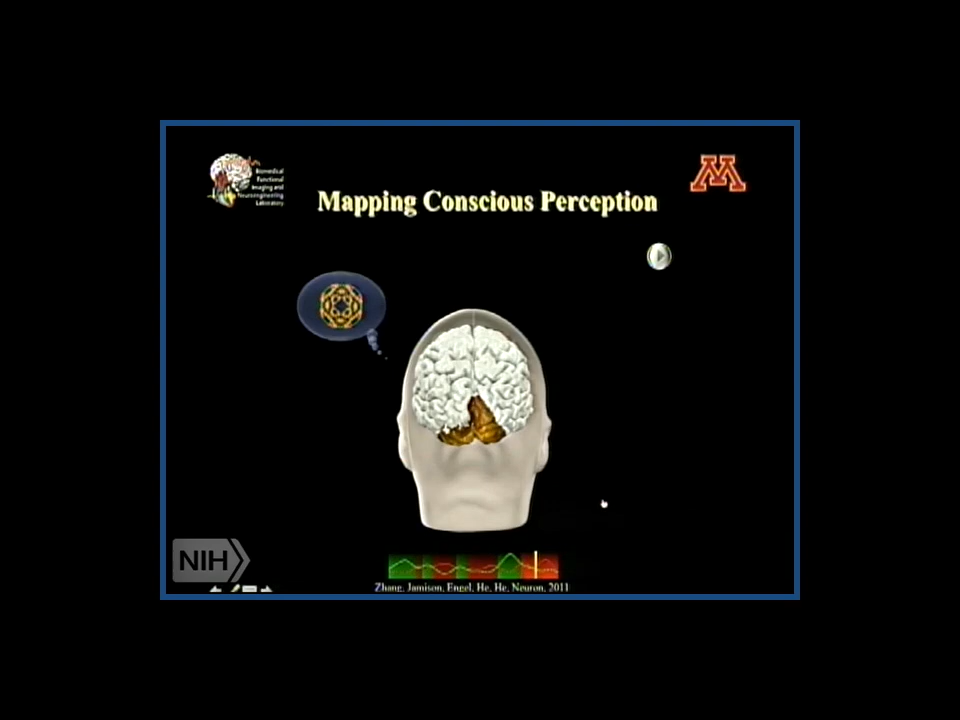 Biomedical
Functional
Imaging and
Neuroengineering
Laboratory
M
Mapping Conscious Perception
NIH
Zhang, Jamison, Engel, He, He, Neuron, 2011